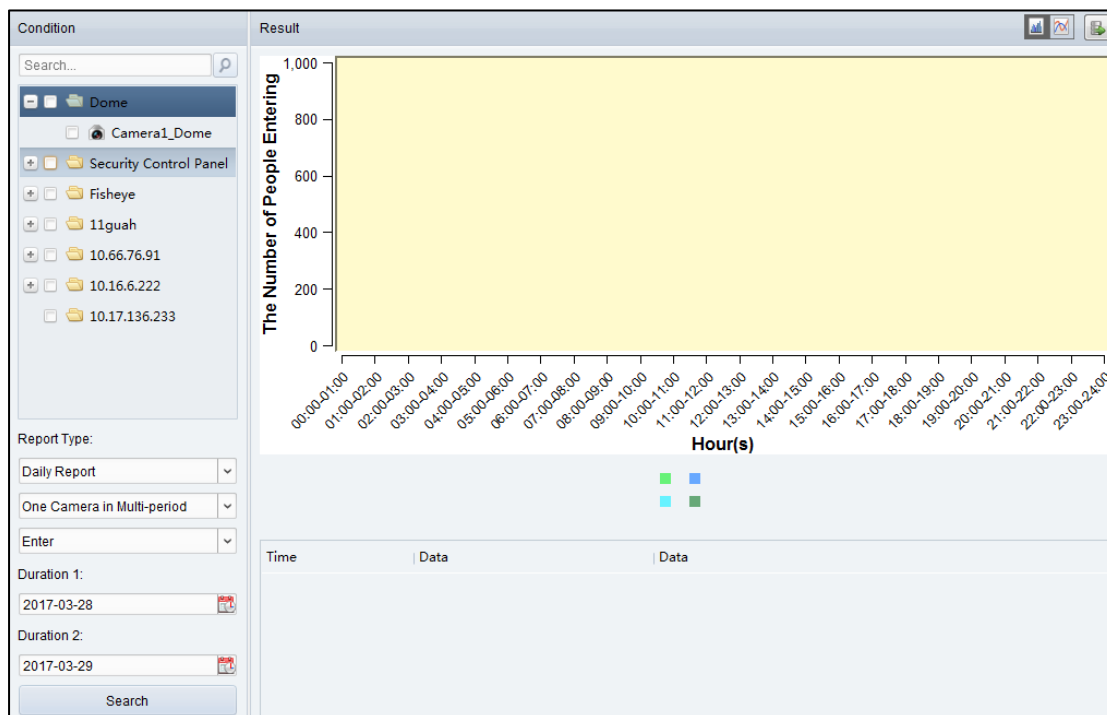 Condition
Search...
Dome
Camera1_Dome
Security Control Panel
Fisheye
11guah
10.66.76.91
10.16.6.222
10.17.136.233
Report Type:
Daily Report
One Camera in Multi-period
Enter
Duration 1:
2017-03-28
Duration 2:
2017-03-29
Search
Result
The Number of People Entering
1,000
800
600
400
200
0
00:00-01:00
01:00-02:00
02:00-03:00
03:00-04:00
04:00-05:00
05:00-06:00
06:00-07:00
07:00-08:00
08:00-09:00
09:00-10:00
10:00-11:00
11:00-12:00
12:00-13:00
13:00-14:00
14:00-15:00
15:00-16:00
16:00-17:00
17:00-18:00
18:00-19:00
19:00-20:00
20:00-21:00
21:00-22:00
22:00-23:00
23:00-24:00
Hour(s)
Time Data Data